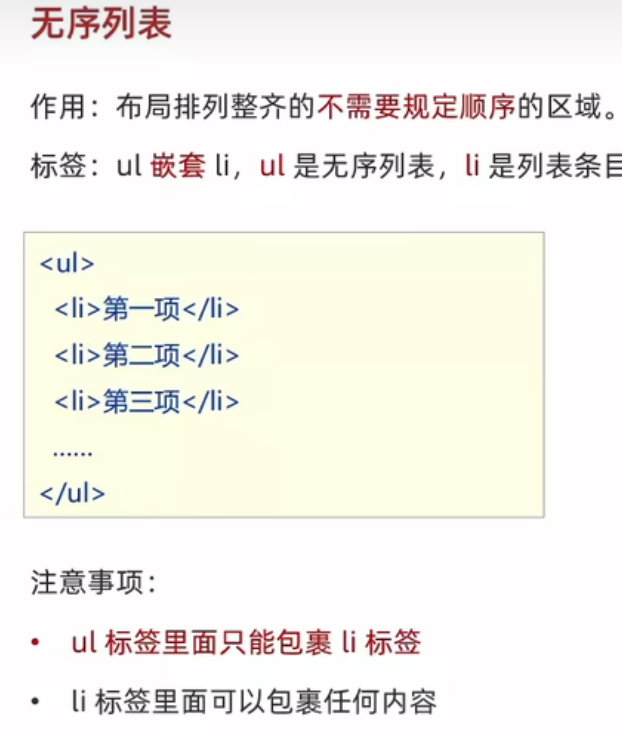 无序列表
作用：布局排列整齐的不需要规定顺序的区域。
标签：ul 嵌套 li，ul 是无序列表，li 是列表条目
<ul>
<li>第一项</li>
<li>第二项</li>
<li>第三项</li>
……
</ul>
注意事项：
• ul 标签里面只能包裹 li 标签
• li 标签里面可以包裹任何内容